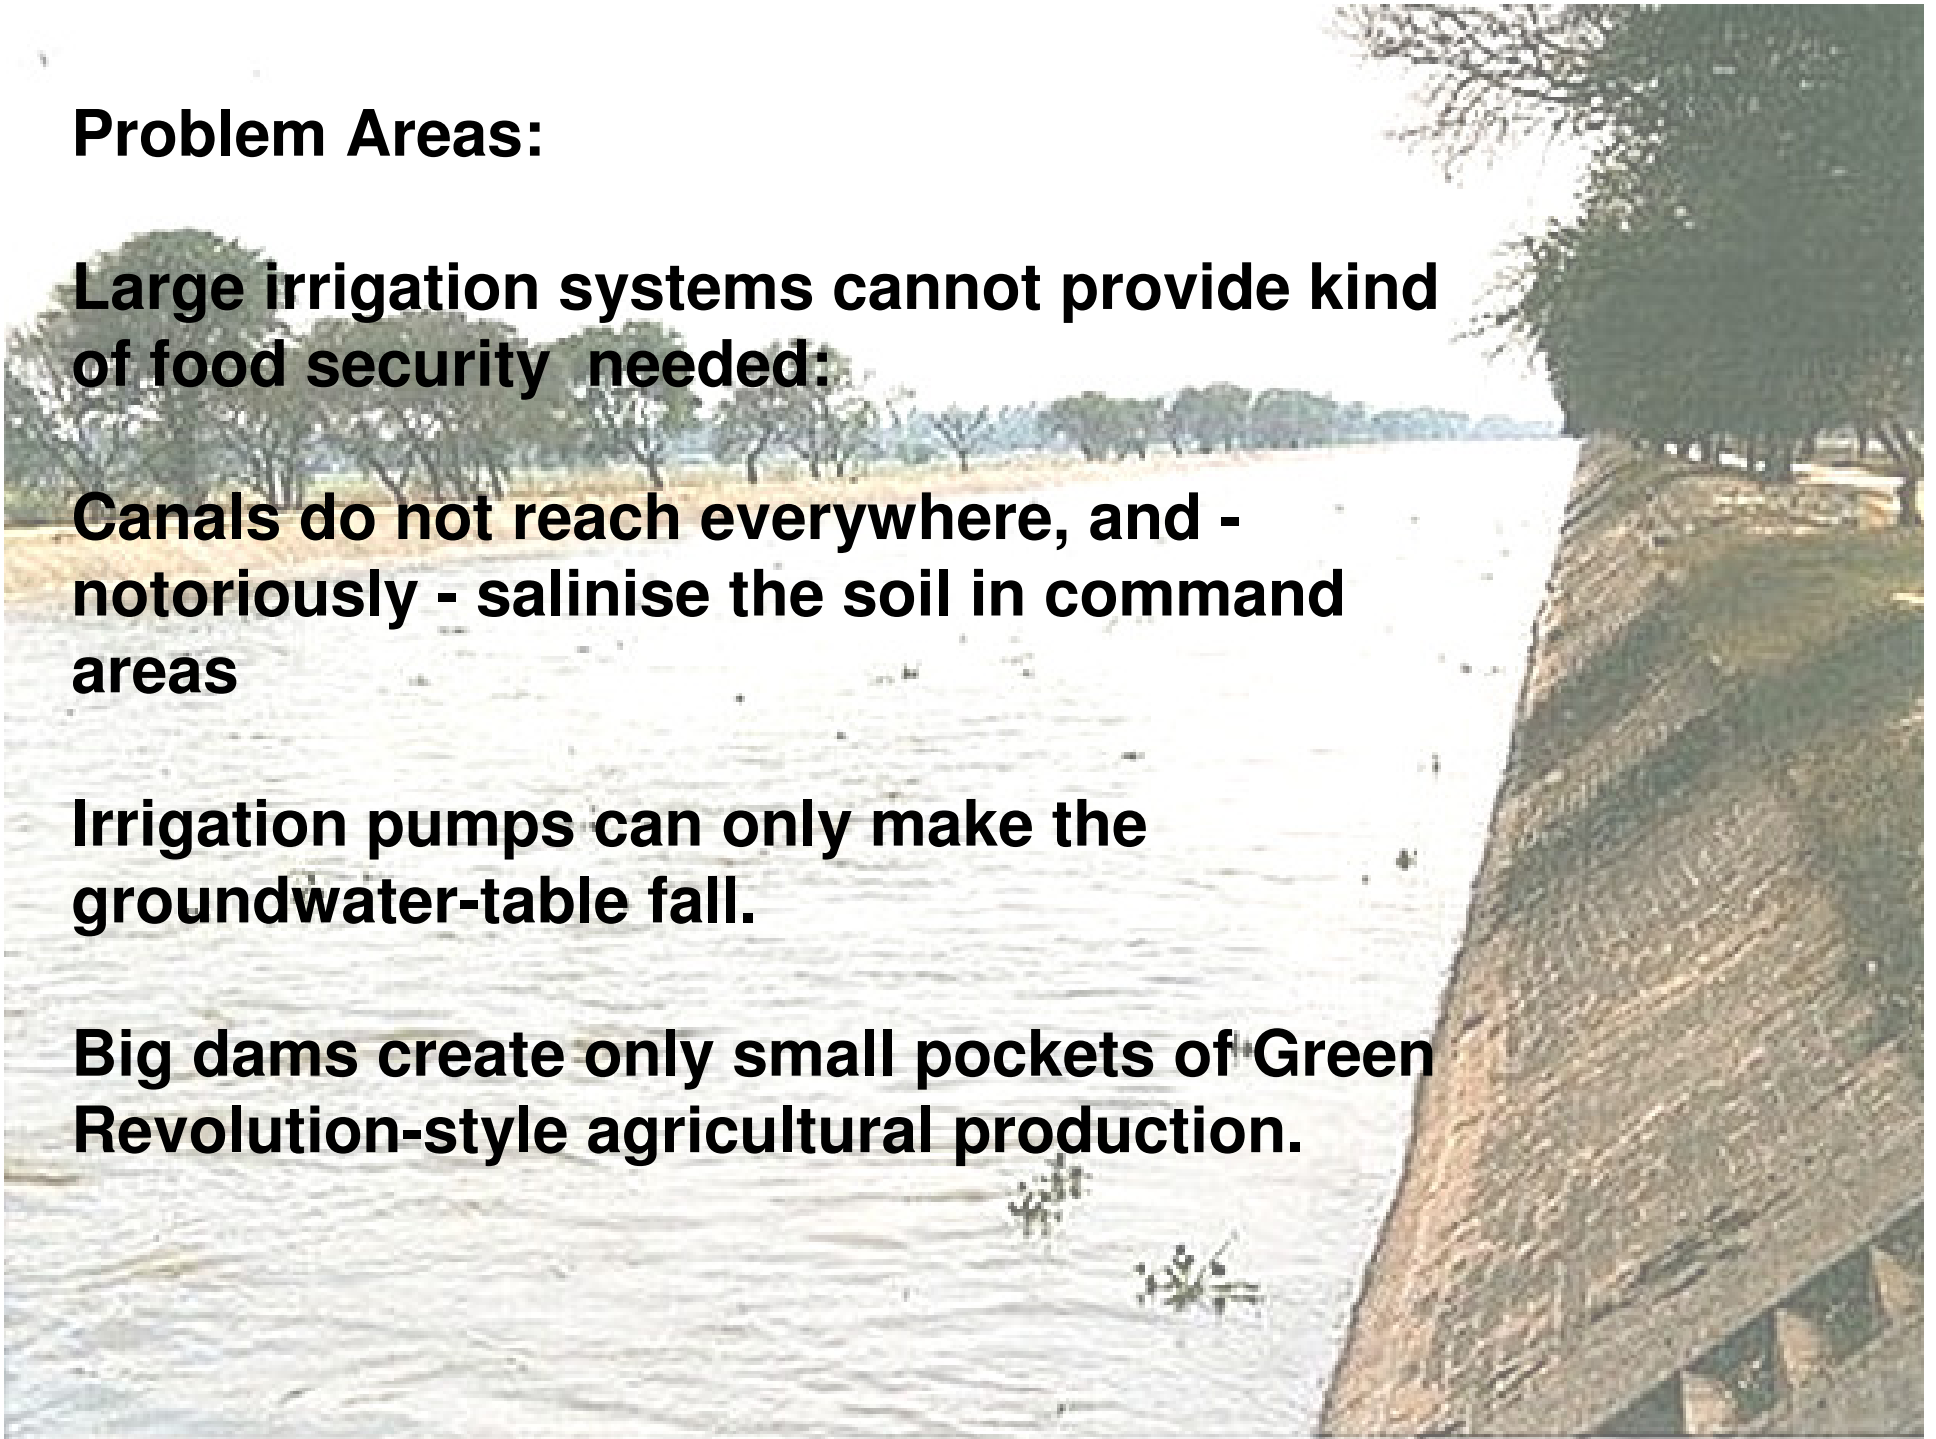 Problem Areas:
Large irrigation systems cannot provide kind
of food security  needed:
Canals do not reach everywhere, and -
notoriously - salinise the soil in command
areas
Irrigation pumps can only make the
groundwater-table fall.
Big dams create only small pockets of Green
Revolution-style agricultural production.